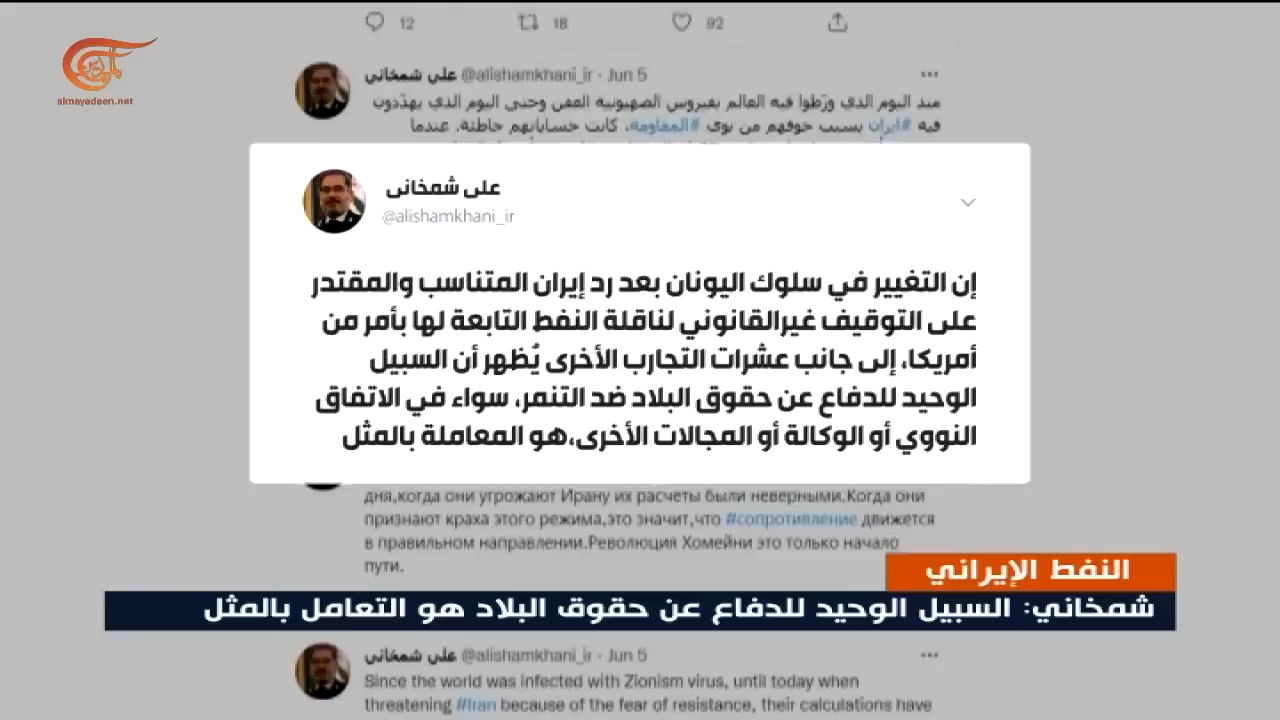 12 18 92
almayadeen.net
علی شمخانی @alishamkhani_ir · Jun 5
منذ اليوم الذي ورّطوا فيه العالم بفيروس الصهيونية العفن وحتى اليوم الذي يهدّدون
فيه #ايران بسبب خوفهم من نوى #المقاومة، كانت حساباتهم خاطئة. عندما
علی شمخانی
@alishamkhani_ir
إن التغيير في سلوك اليونان بعد رد إيران المتناسب والمقتدر
على التوقيف غيرالقانوني لناقلة النفط التابعة لها بأمر من
أمريكا، إلى جانب عشرات التجارب الأخرى يُظهر أن السبيل
الوحيد للدفاع عن حقوق البلاد ضد التنمر، سواء في الاتفاق
النووي أو الوكالة أو المجالات الأخرى،هو المعاملة بالمثل
дня,когда они угрожают Ирану их расчеты были неверными.Когда они
признают краха этого режима,это значит,что #сопротивление движется
в правильном направлении.Революция Хомейни это только начало
пути.
النفط الإيراني
شمخاني: السبيل الوحيد للدفاع عن حقوق البلاد هو التعامل بالمثل
علی شمخانی @alishamkhani_ir · Jun 5
Since the world was infected with Zionism virus, until today when
threatening #Iran because of the fear of resistance, their calculations have